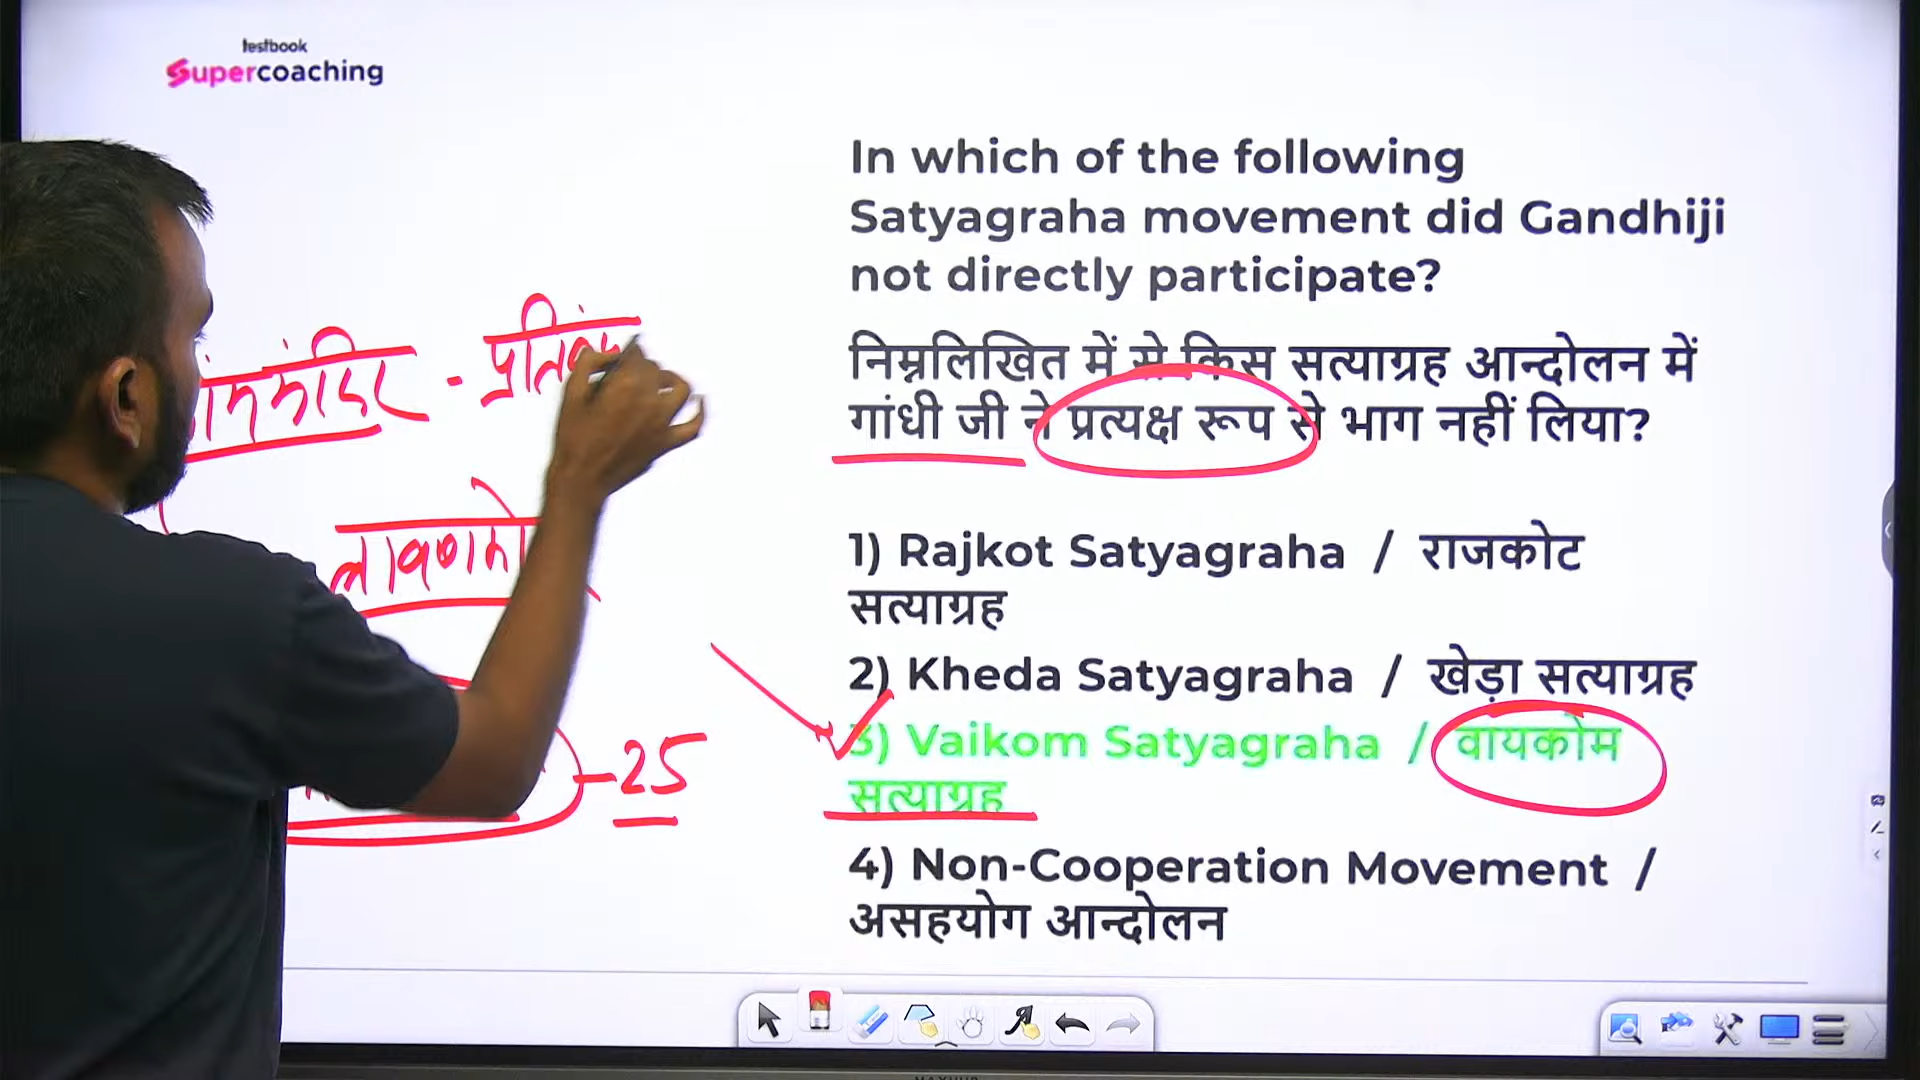 testbook
Supercoaching
In which of the following
Satyagraha movement did Gandhiji
not directly participate?
निम्नलिखित में से किस सत्याग्रह आन्दोलन में
गांधी जी ने प्रत्यक्ष रूप से भाग नहीं लिया?
1) Rajkot Satyagraha / राजकोट
सत्याग्रह
2) Kheda Satyagraha / खेड़ा सत्याग्रह
3) Vaikom Satyagraha / वायकोम
सत्याग्रह
4) Non-Cooperation Movement /
असहयोग आन्दोलन
25